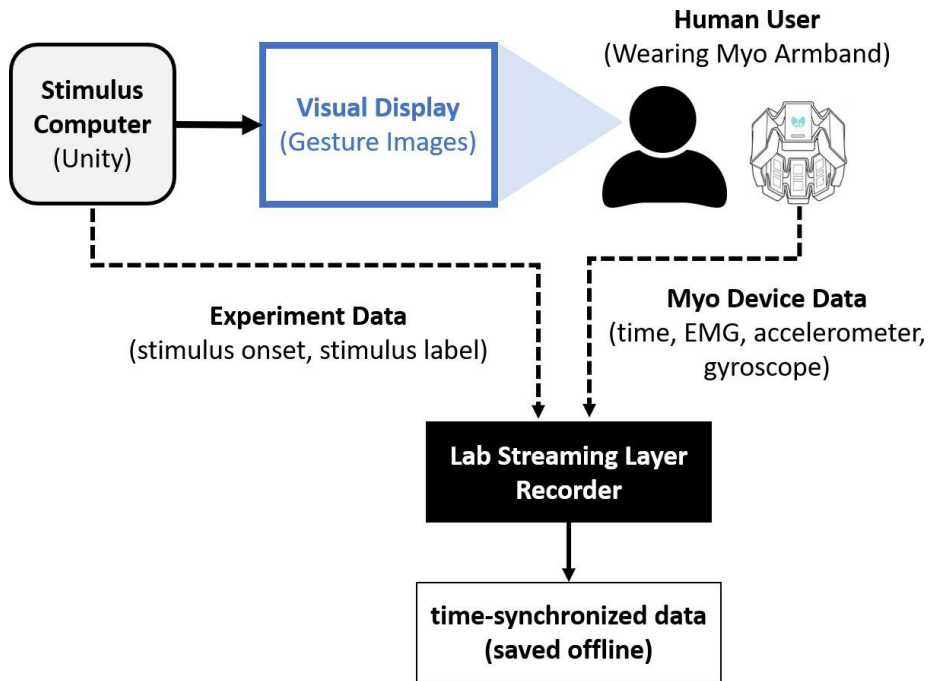 Human User
(Wearing Myo Armband)
Stimulus
Computer
(Unity)
Visual Display
(Gesture Images)
Experiment Data
(stimulus onset, stimulus label)
Myo Device Data
(time, EMG, accelerometer,
gyroscope)
Lab Streaming Layer
Recorder
time-synchronized data
(saved offline)